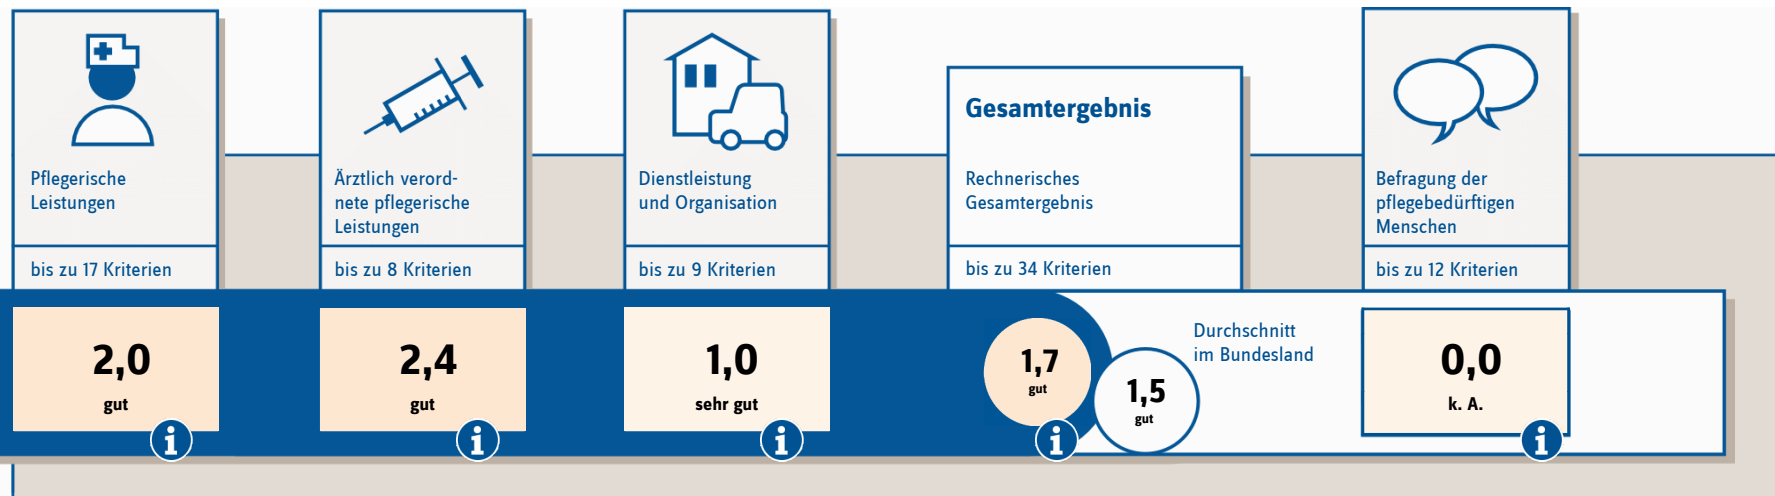 Pflegerische
Leistungen
bis zu 17 Kriterien
2,0
gut
i
Ärztlich verord-
nete pflegerische
Leistungen
bis zu 8 Kriterien
2,4
gut
i
Dienstleistung
und Organisation
bis zu 9 Kriterien
1,0
sehr gut
i
Gesamtergebnis
Rechnerisches
Gesamtergebnis
bis zu 34 Kriterien
1,7
gut
i
Durchschnitt
im Bundesland
1,5
gut
Befragung der
pflegebedürftigen
Menschen
bis zu 12 Kriterien
0,0
k. A.
i